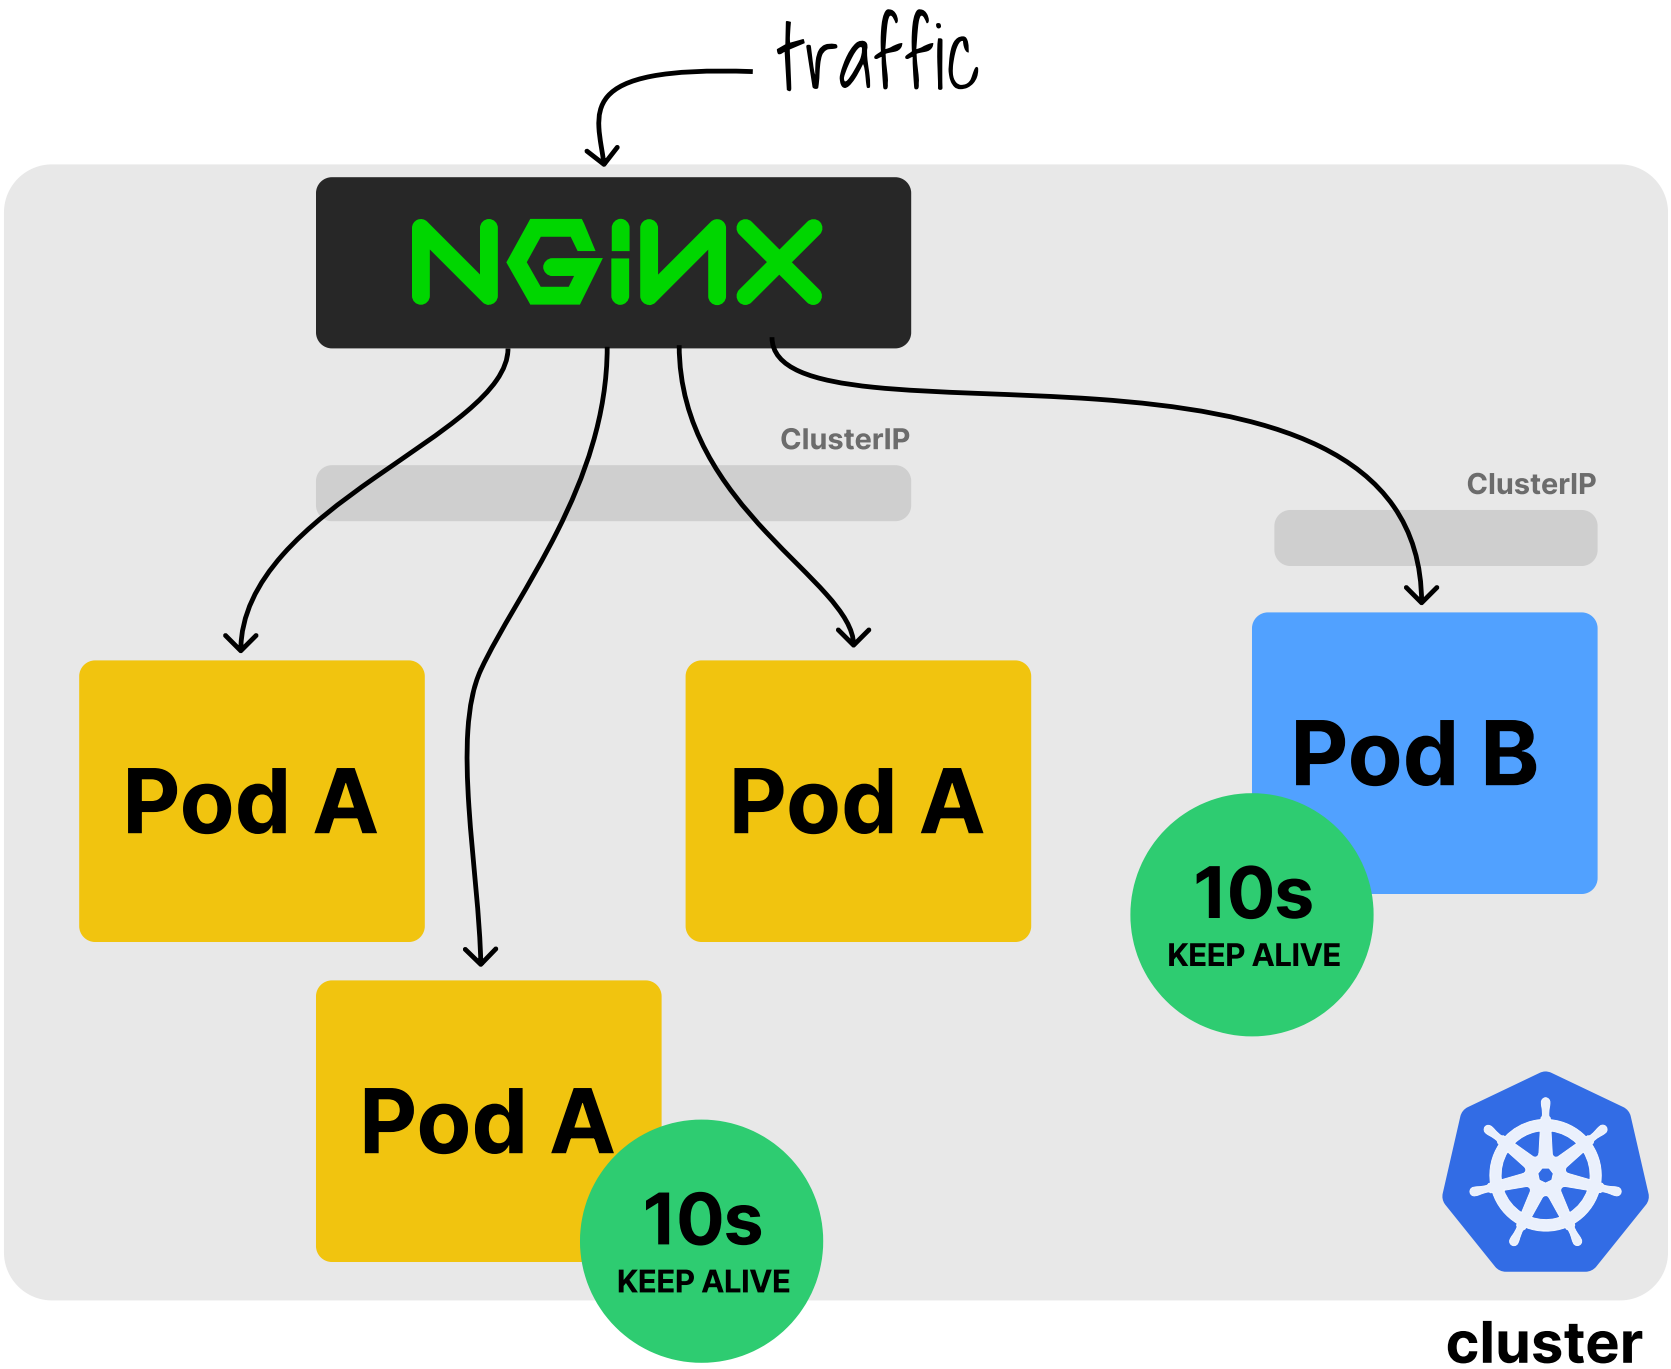 traffic
NGINX
ClusterIP
ClusterIP
Pod A
Pod A
Pod B
10s
KEEP ALIVE
Pod A
10s
KEEP ALIVE
cluster